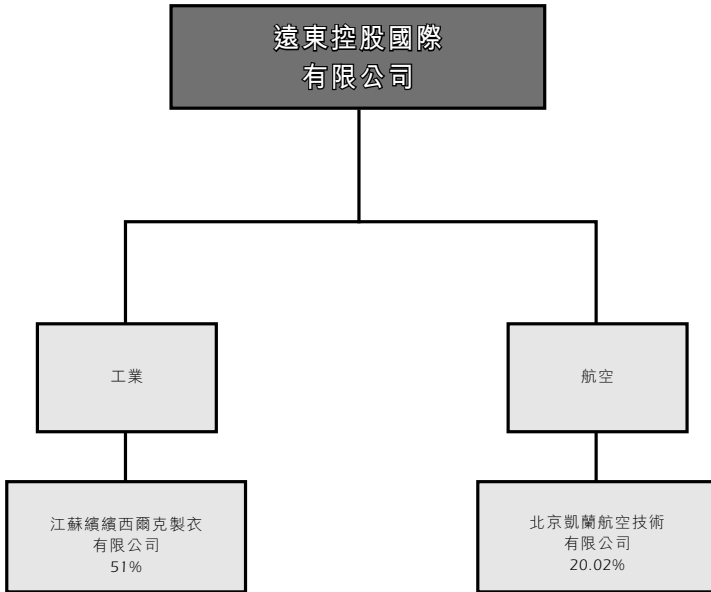 遠東控股國際
有限公司
工業
航空
江蘇繽繽西爾克製衣
有限公司
51%
北京凱蘭航空技術
有限公司
20.02%